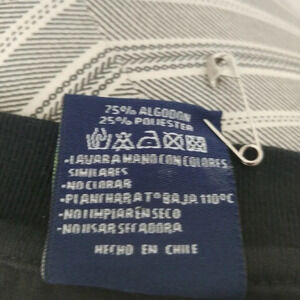 75% ALGODON
25% POLIESTER
-LAVAR A MANO CON COLORES
SIMILARES
-NO CLORAR
-PLANCHAR A T° BAJA 110°C
-NO LIMPIAR EN SECO
-NO USAR SECADORA
HECHO EN CHILE